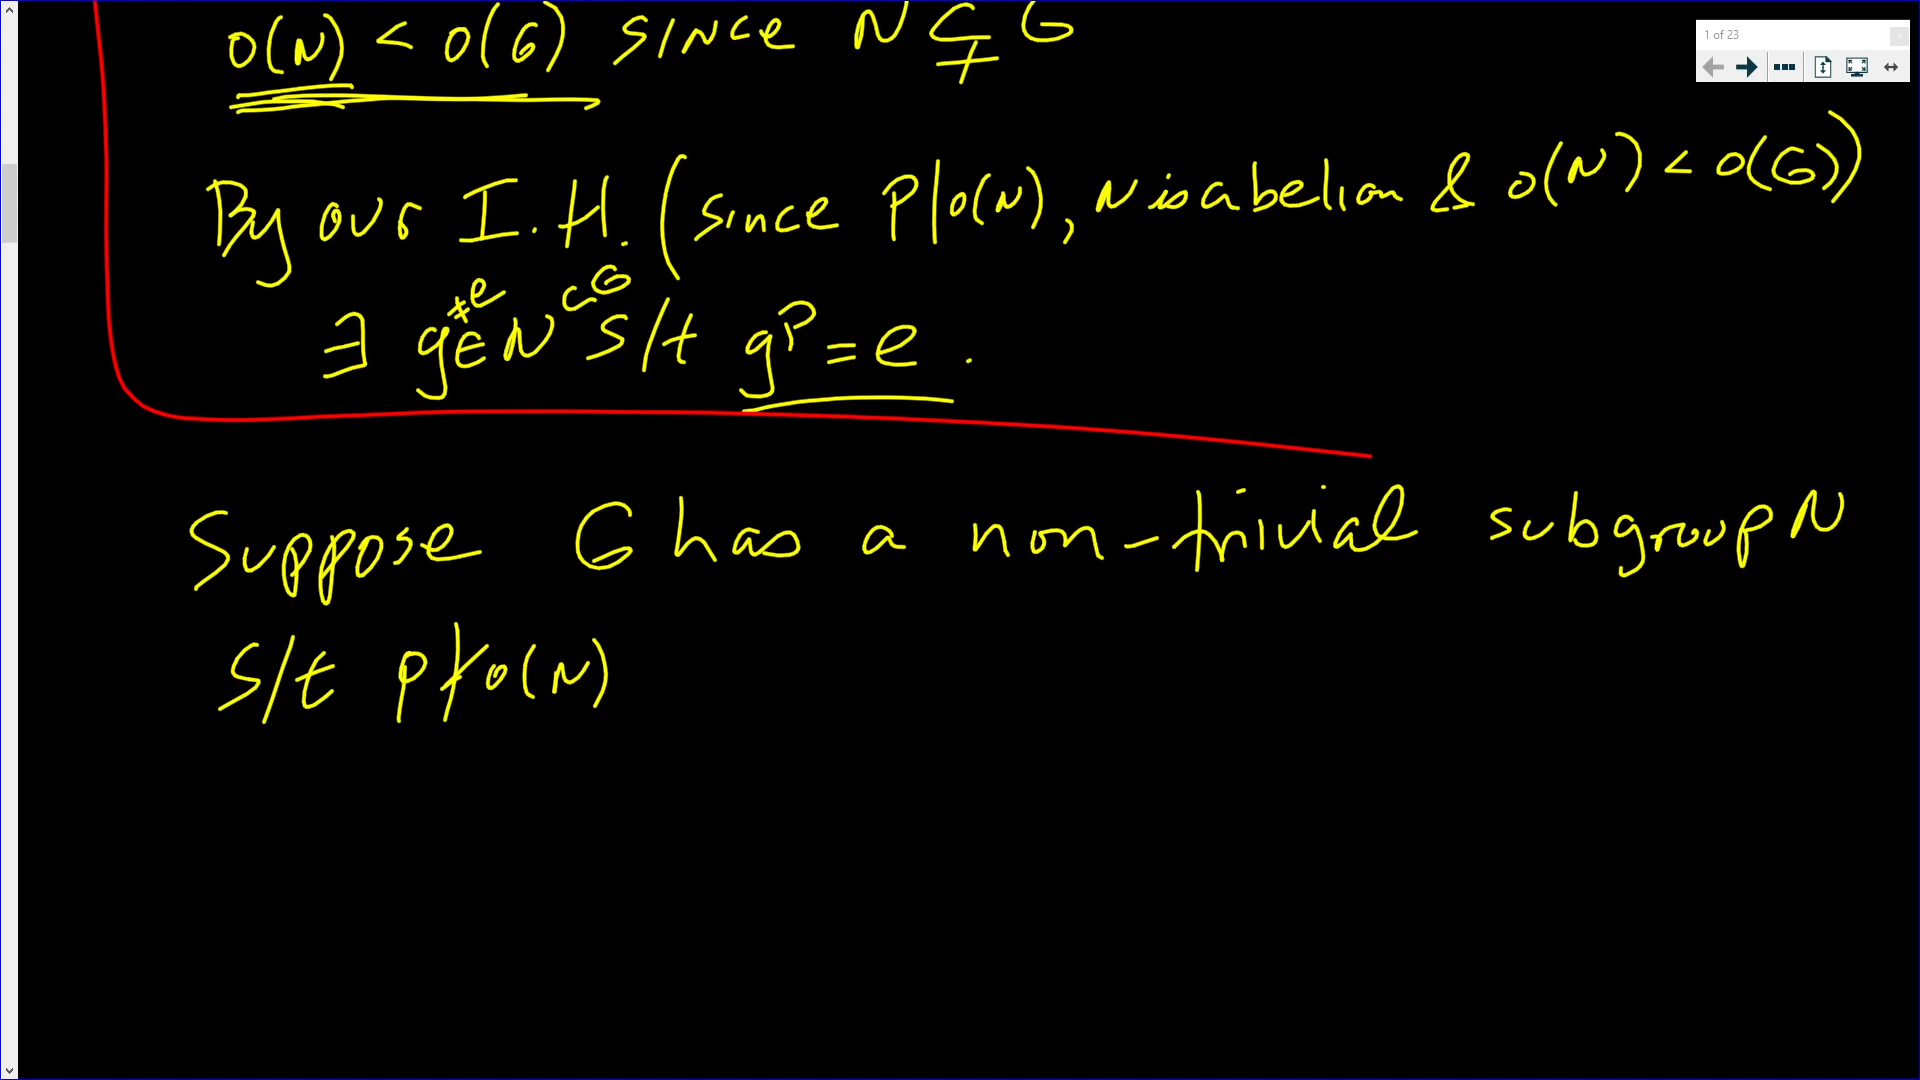 1 of 23
O(N) < O(G) since N ⊊ G
By our I.H. (since P|O(N), N is abelian & O(N) < O(G))
∃ g ≠e ∈ N ⊂G s/t g^P = e.
Suppose G has a non-trivial subgroup N
s/t p∤O(N)